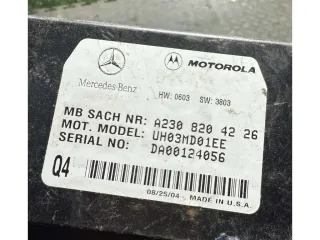 MOTOROLA
Mercedes-Benz
HW: 0603 SW: 3803
MB SACH NR: A230 820 42 26
MOT. MODEL: UH03MD01EE
SERIAL NO: DA00124056
Q4
08/25/04 MADE IN U.S.A.